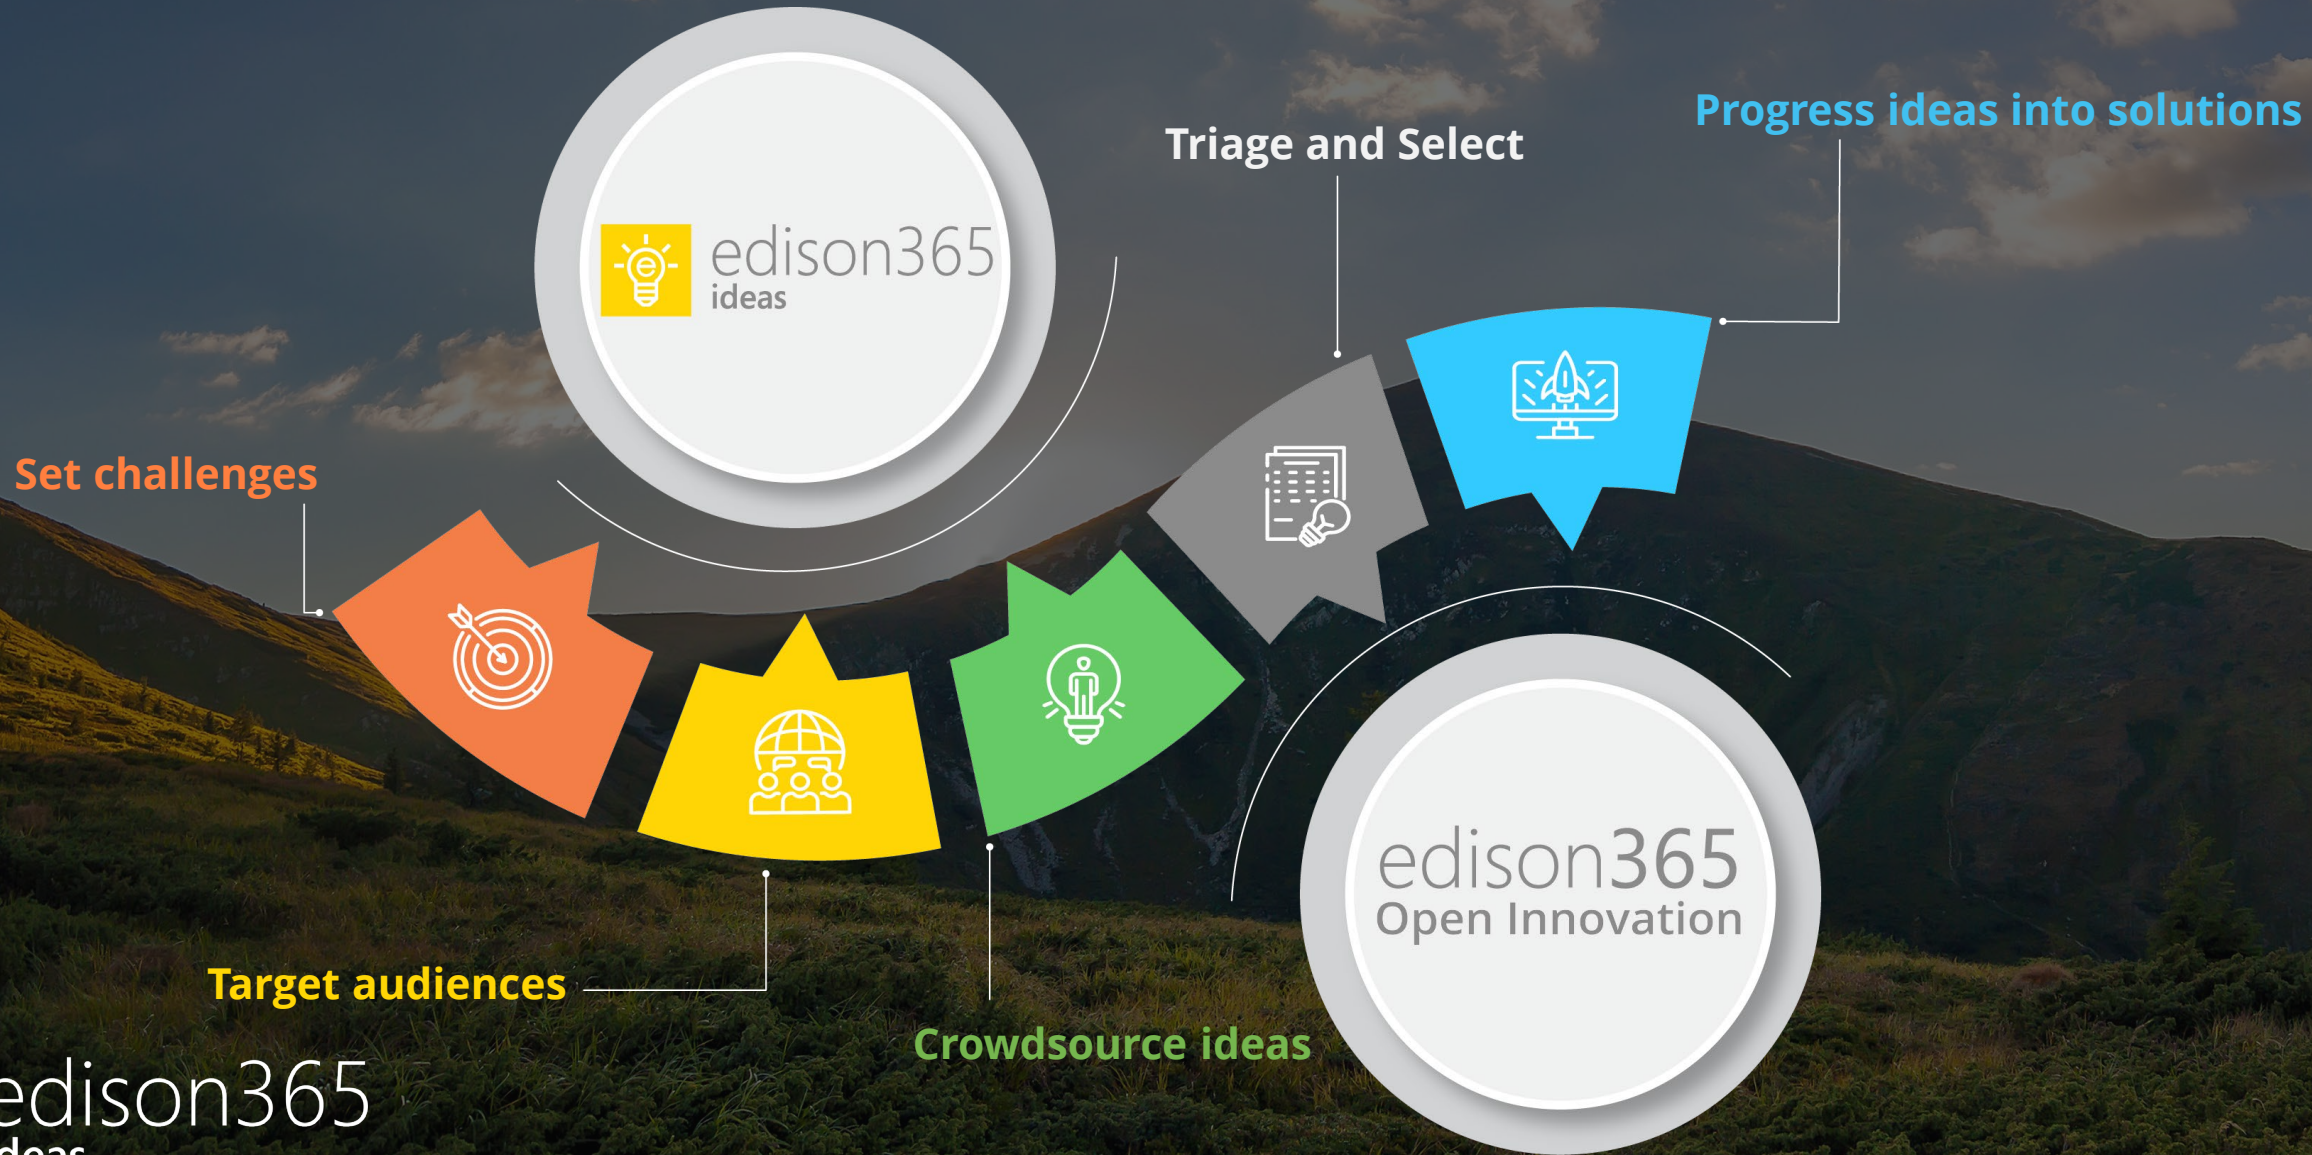 Progress ideas into solutions
Triage and Select
edison365
ideas
Set challenges
edison365
Open Innovation
Target audiences
Crowdsource ideas
edison365
ideas